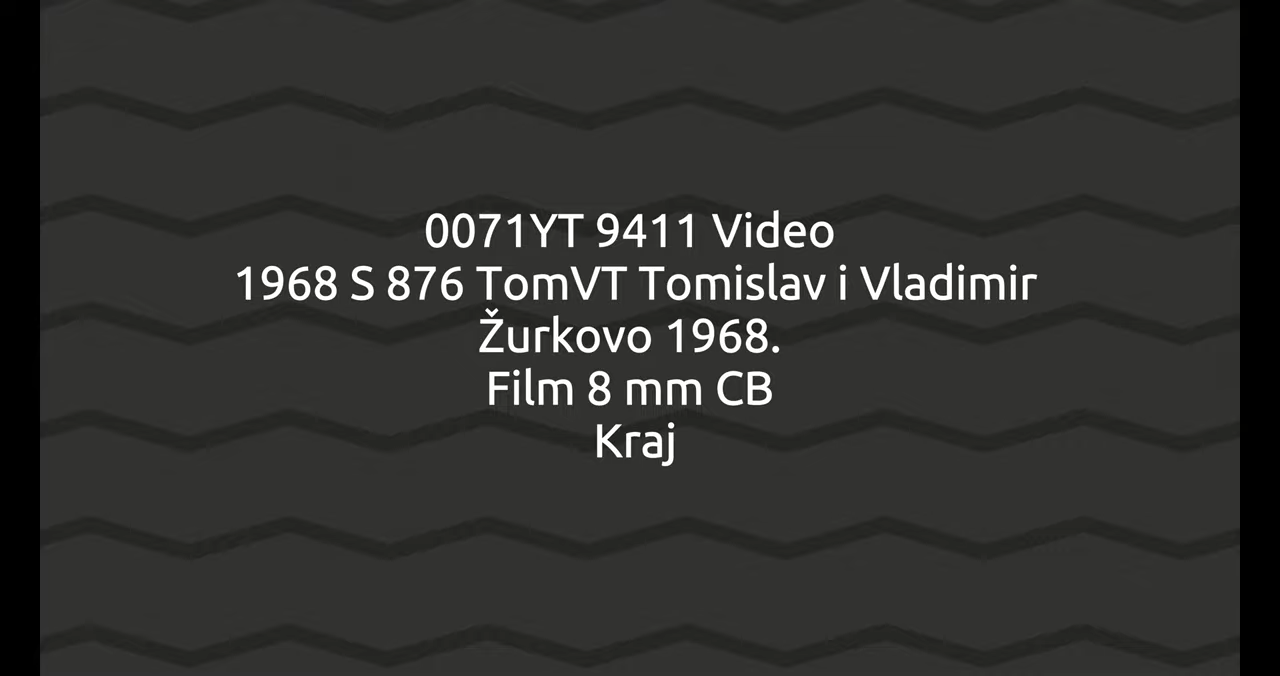 0071YT 9411 Video
1968 S 876 TomVT Tomislav i Vladimir
Žurkovo 1968.
Film 8 mm CB
Kraj